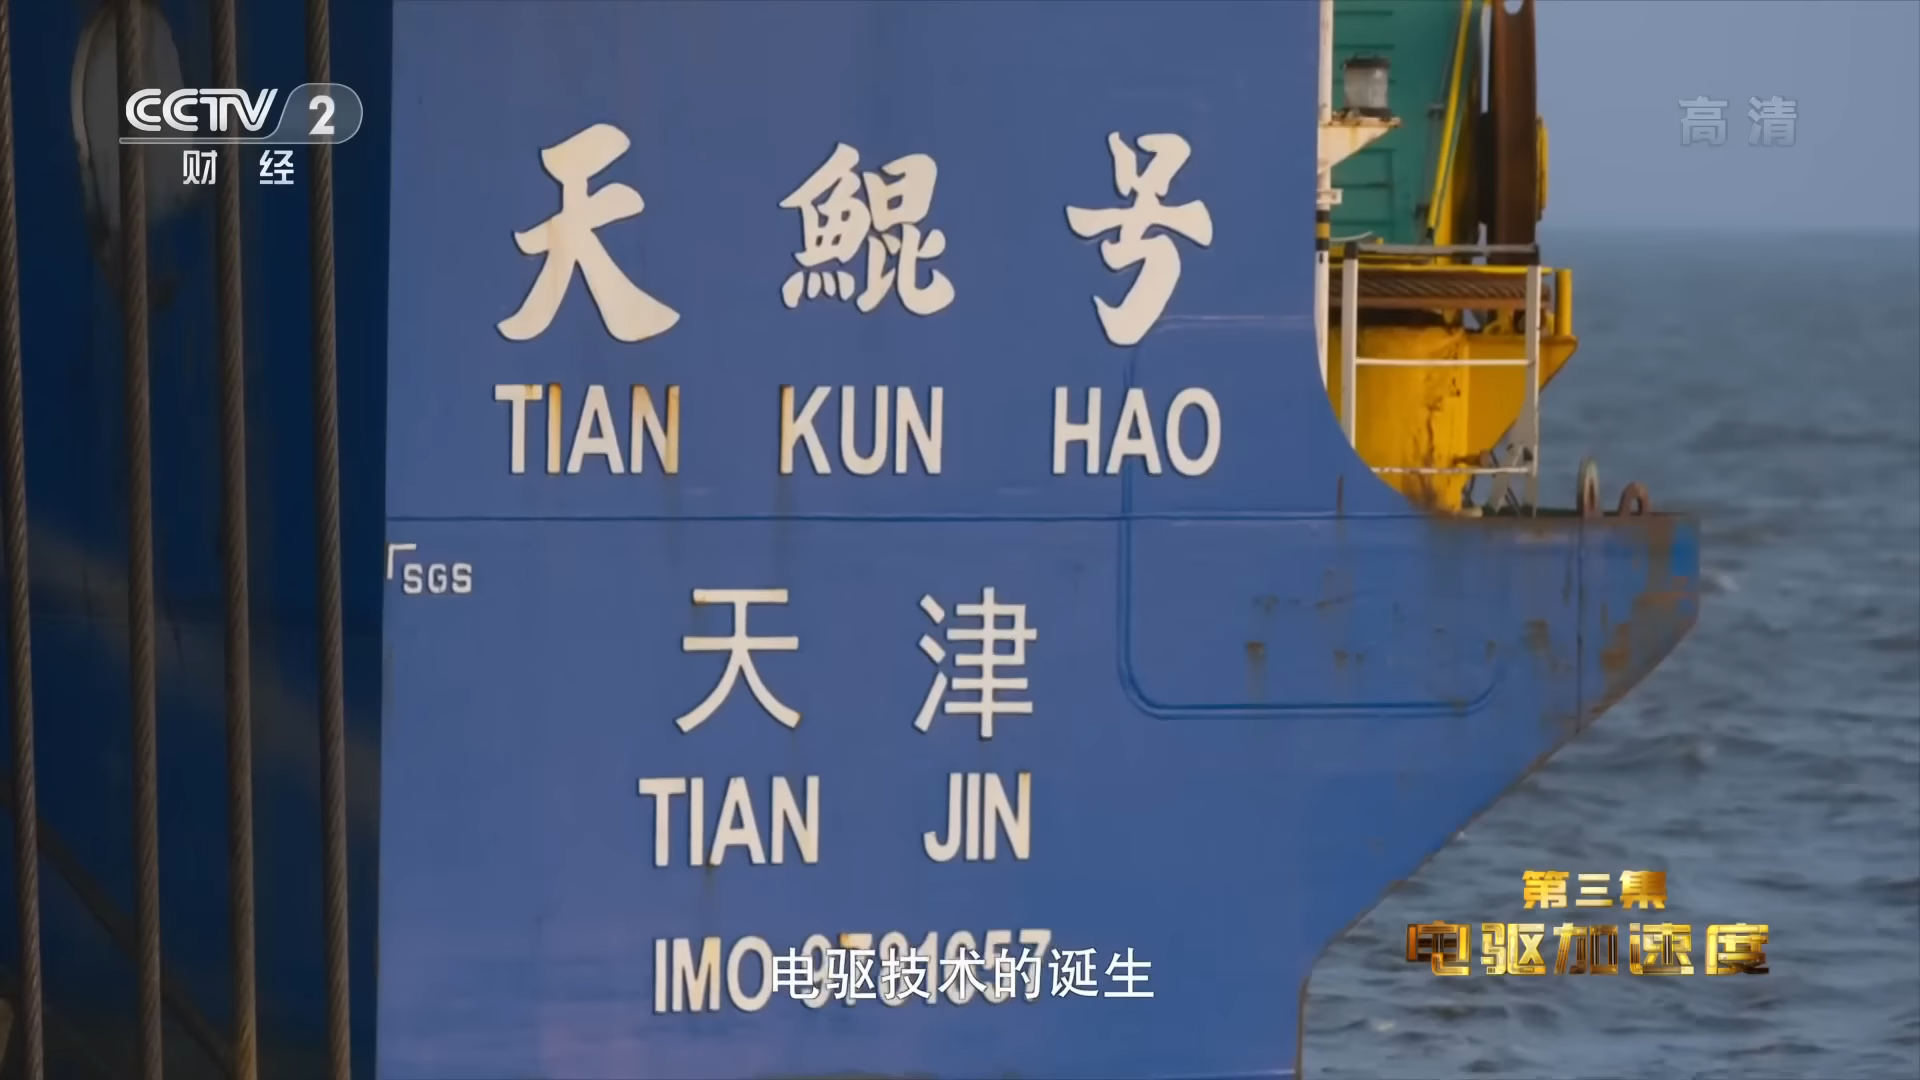 CCTV 2
财经
高清
天鲲号
TIAN KUN HAO
SGS
天津
TIAN JIN
IMO
电驱技术的诞生
第三集
电驱加速度